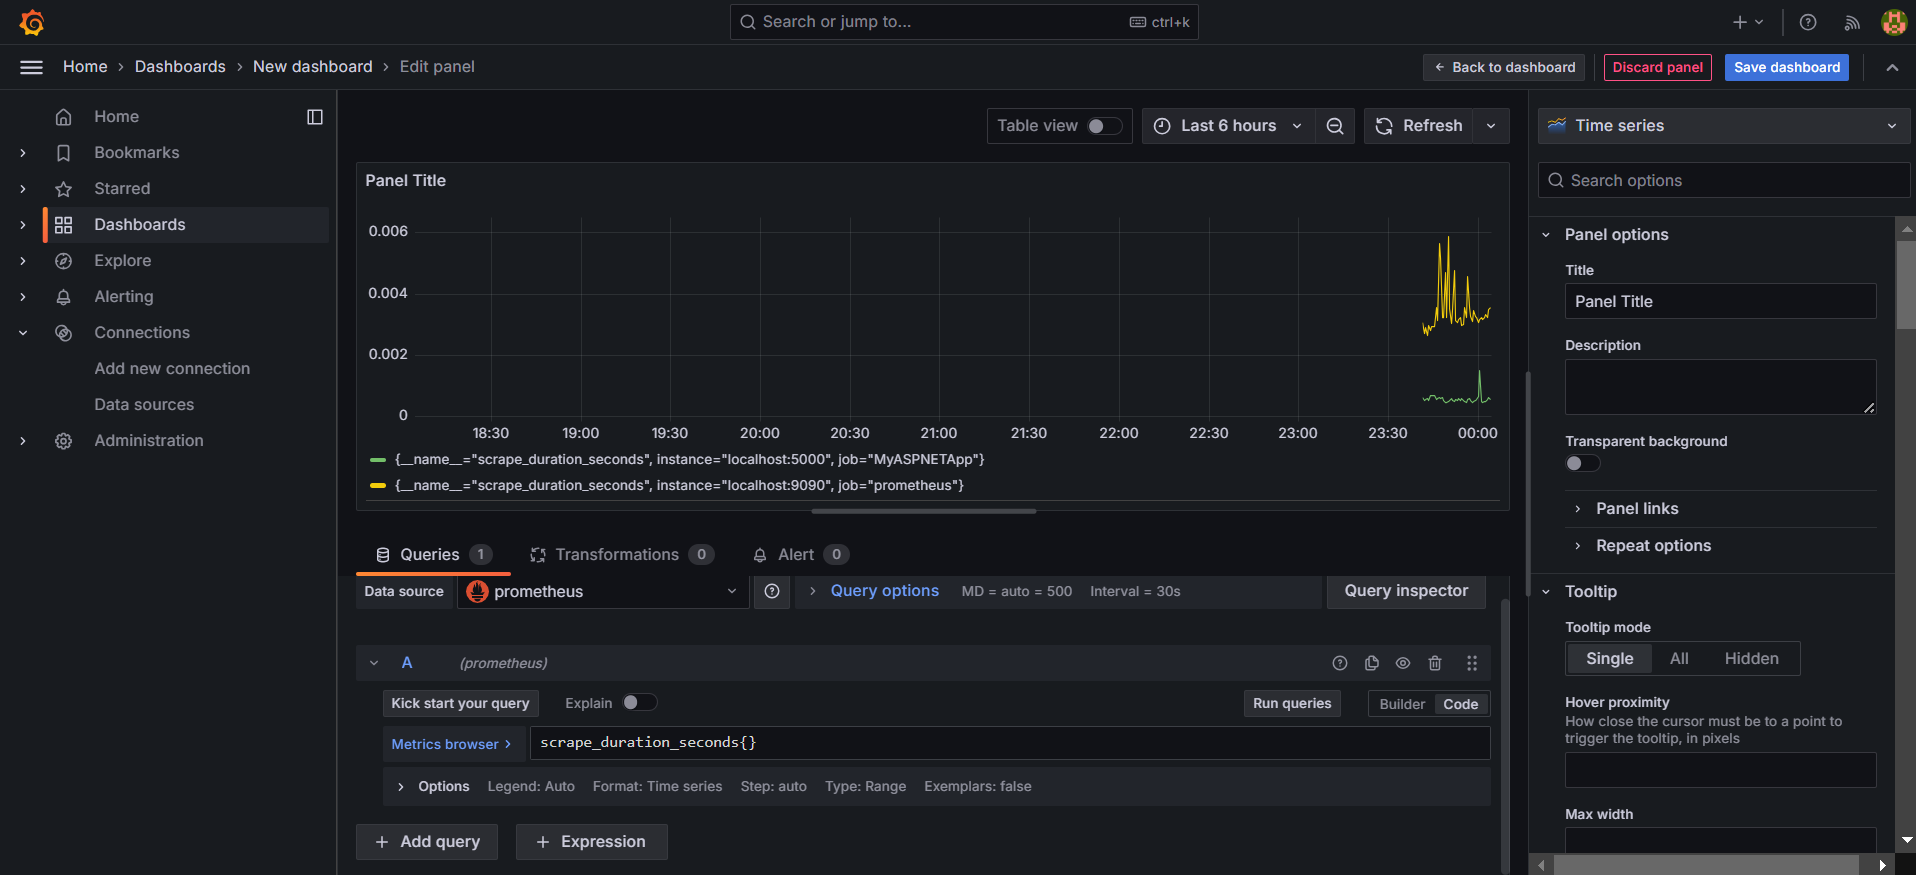 Search or jump to...
ctrl+k
Home › Dashboards › New dashboard › Edit panel
Back to dashboard
Discard panel
Save dashboard
Home
Bookmarks
Starred
Dashboards
Explore
Alerting
Connections
Add new connection
Data sources
Administration
Table view
Last 6 hours
Refresh
Panel Title
0.006
0.004
0.002
0
18:30 19:00 19:30 20:00 20:30 21:00 21:30 22:00 22:30 23:00 23:30 00:00
{__name__="scrape_duration_seconds", instance="localhost:5000", job="MyASPNETApp"}
{__name__="scrape_duration_seconds", instance="localhost:9090", job="prometheus"}
Queries 1
Transformations 0
Alert 0
Data source
prometheus
Query options MD = auto = 500 Interval = 30s
Query inspector
A (prometheus)
Kick start your query
Explain
Run queries
Builder Code
Metrics browser
scrape_duration_seconds{}
Options Legend: Auto Format: Time series Step: auto Type: Range Exemplars: false
+ Add query
+ Expression
Time series
Search options
Panel options
Title
Panel Title
Description
Transparent background
Panel links
Repeat options
Tooltip
Tooltip mode
Single All Hidden
Hover proximity
How close the cursor must be to a point to
trigger the tooltip, in pixels
Max width